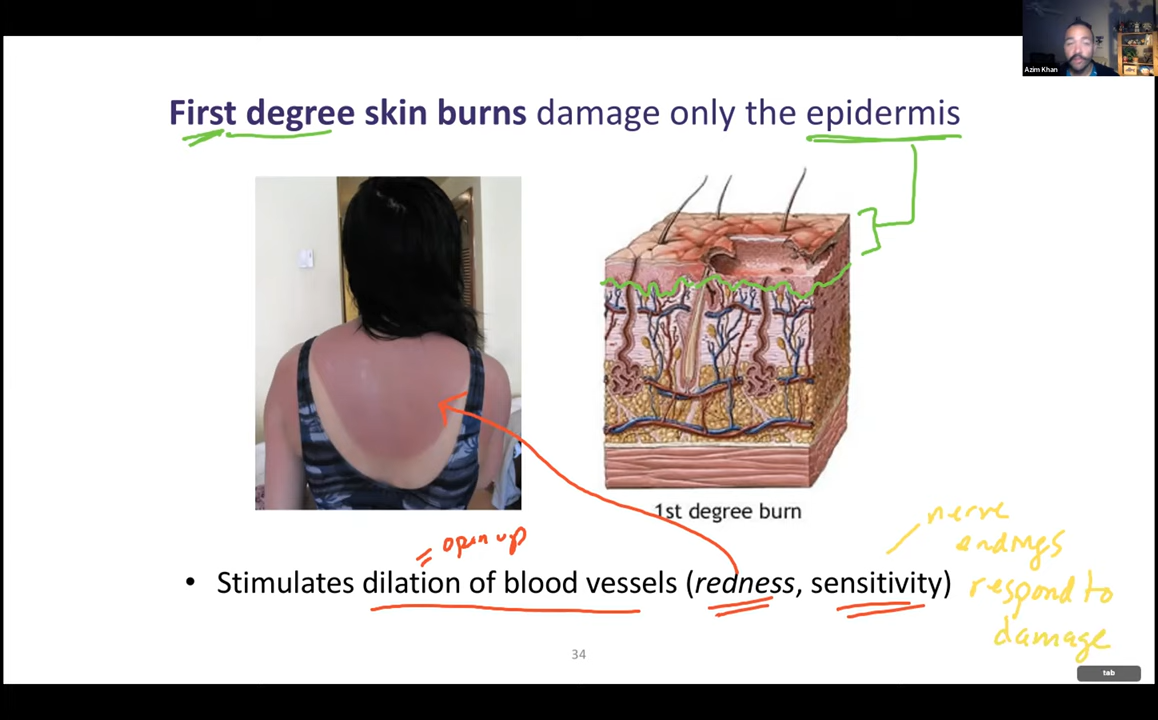 Azim Khan
First degree skin burns damage only the epidermis
1st degree burn
= open up
• Stimulates dilation of blood vessels (redness, sensitivity)
nerve
endings
respond to
damage
34
tab